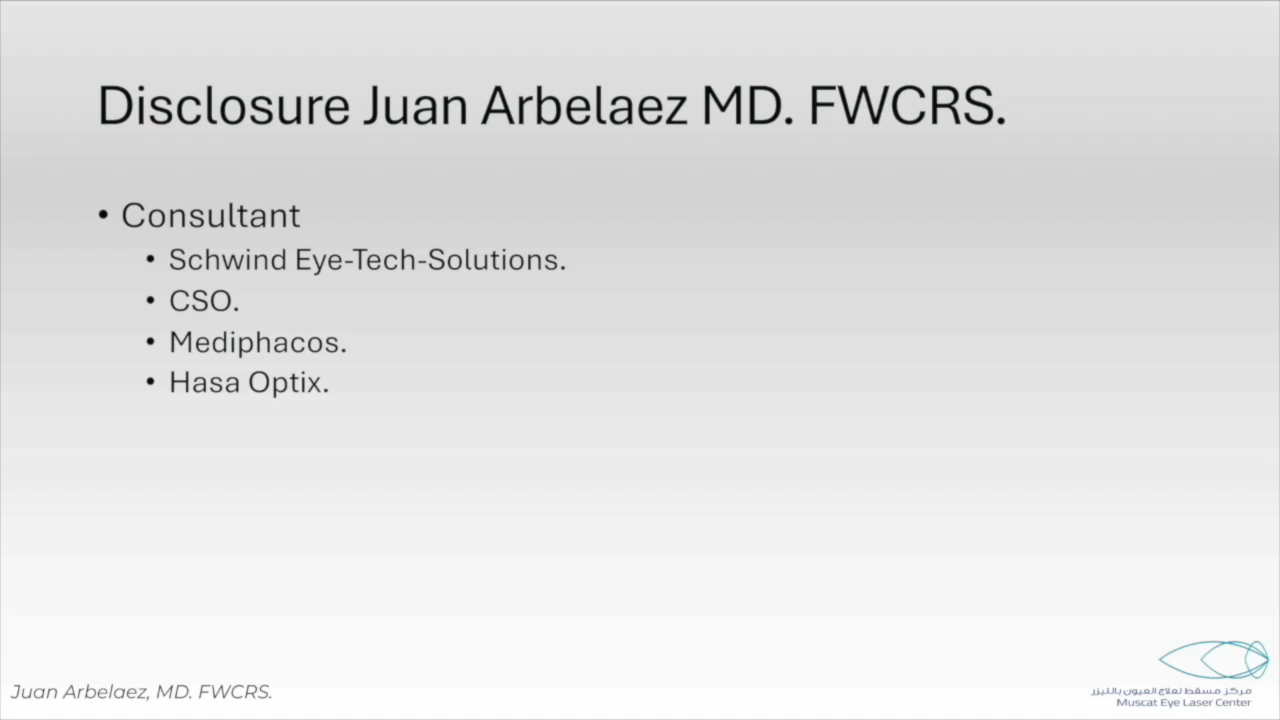 Disclosure Juan Arbelaez MD. FWCRS.
• Consultant
• Schwind Eye-Tech-Solutions.
• CSO.
• Mediphacos.
• Hasa Optix.
Juan Arbelaez, MD. FWCRS.
مركز مسقط لعلاج العيون بالليزر
Muscat Eye Laser Center